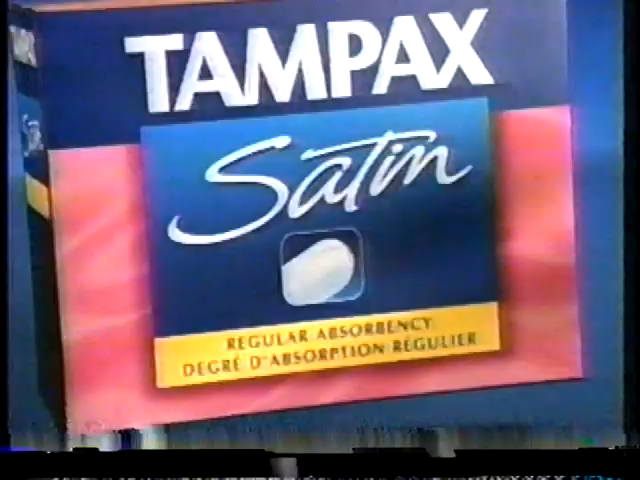 TAMPAX
Satin
REGULAR ABSORBENCY
DEGRÉ D'ABSORPTION RÉGULIER